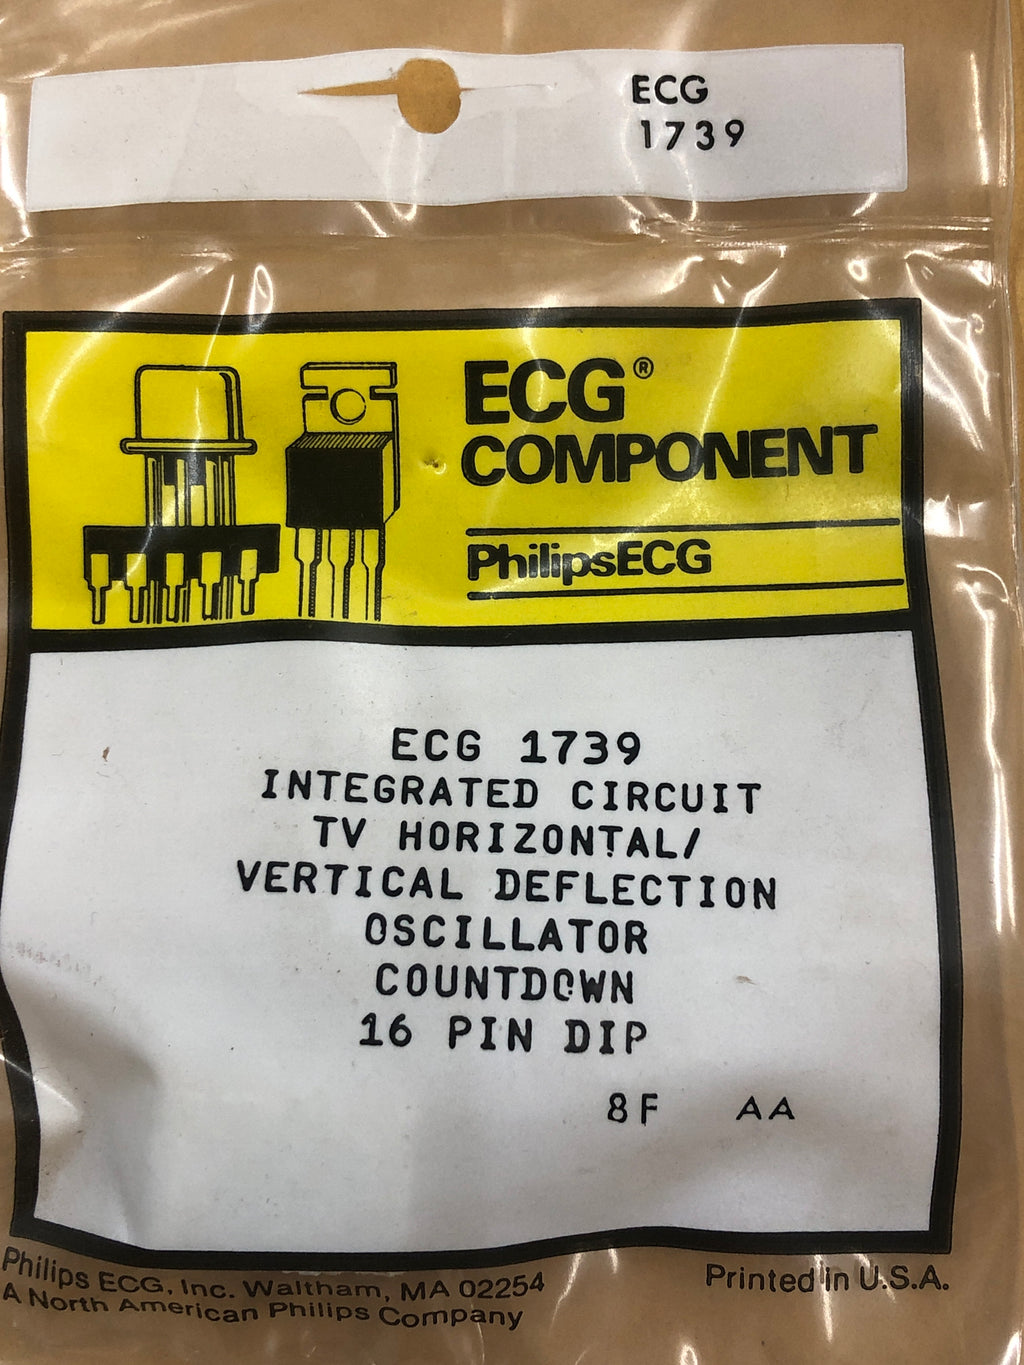 ECG
1739
ECG®
COMPONENT
PhilipsECG
ECG 1739
INTEGRATED CIRCUIT
TV HORIZONTAL/
VERTICAL DEFLECTION
OSCILLATOR
COUNTDOWN
16 PIN DIP
8F AA
Philips ECG, Inc. Waltham, MA 02254
A North American Philips Company
Printed in U.S.A.